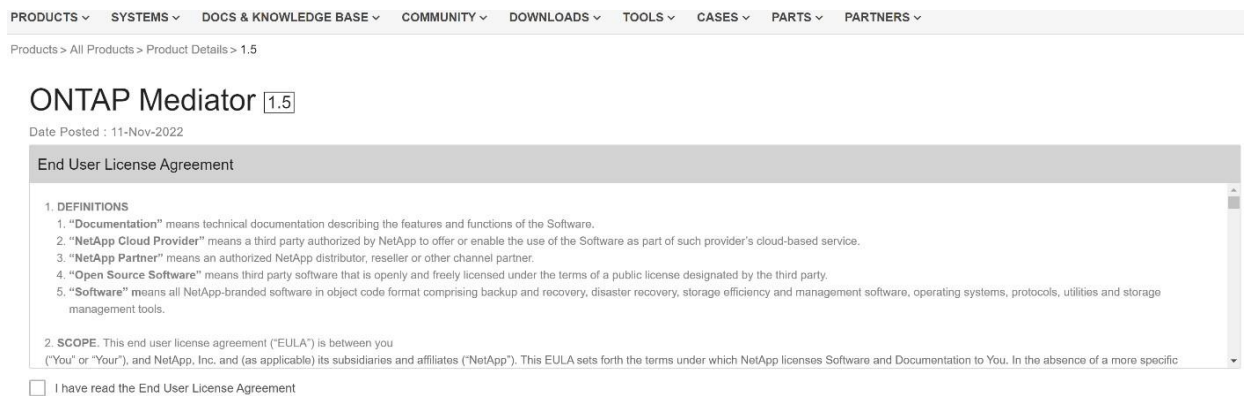 PRODUCTS SYSTEMS DOCS & KNOWLEDGE BASE COMMUNITY DOWNLOADS TOOLS CASES PARTS PARTNERS
Products > All Products > Product Details > 1.5
ONTAP Mediator 1.5
Date Posted : 11-Nov-2022
End User License Agreement
1. DEFINITIONS
1. “Documentation” means technical documentation describing the features and functions of the Software.
2. “NetApp Cloud Provider” means a third party authorized by NetApp to offer or enable the use of the Software as part of such provider’s cloud-based service.
3. “NetApp Partner” means an authorized NetApp distributor, reseller or other channel partner.
4. “Open Source Software” means third party software that is openly and freely licensed under the terms of a public license designated by the third party.
5. “Software” means all NetApp-branded software in object code format comprising backup and recovery, disaster recovery, storage efficiency and management software, operating systems, protocols, utilities and storage
management tools.
2. SCOPE. This end user license agreement (“EULA”) is between you
(“You” or “Your”), and NetApp, Inc. and (as applicable) its subsidiaries and affiliates (“NetApp”). This EULA sets forth the terms under which NetApp licenses Software and Documentation to You. In the absence of a more specific
I have read the End User License Agreement